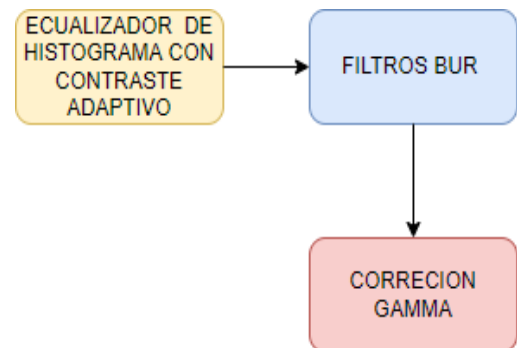 ECUALIZADOR DE
HISTOGRAMA CON
CONTRASTE
ADAPTIVO
FILTROS BUR
CORRECION
GAMMA